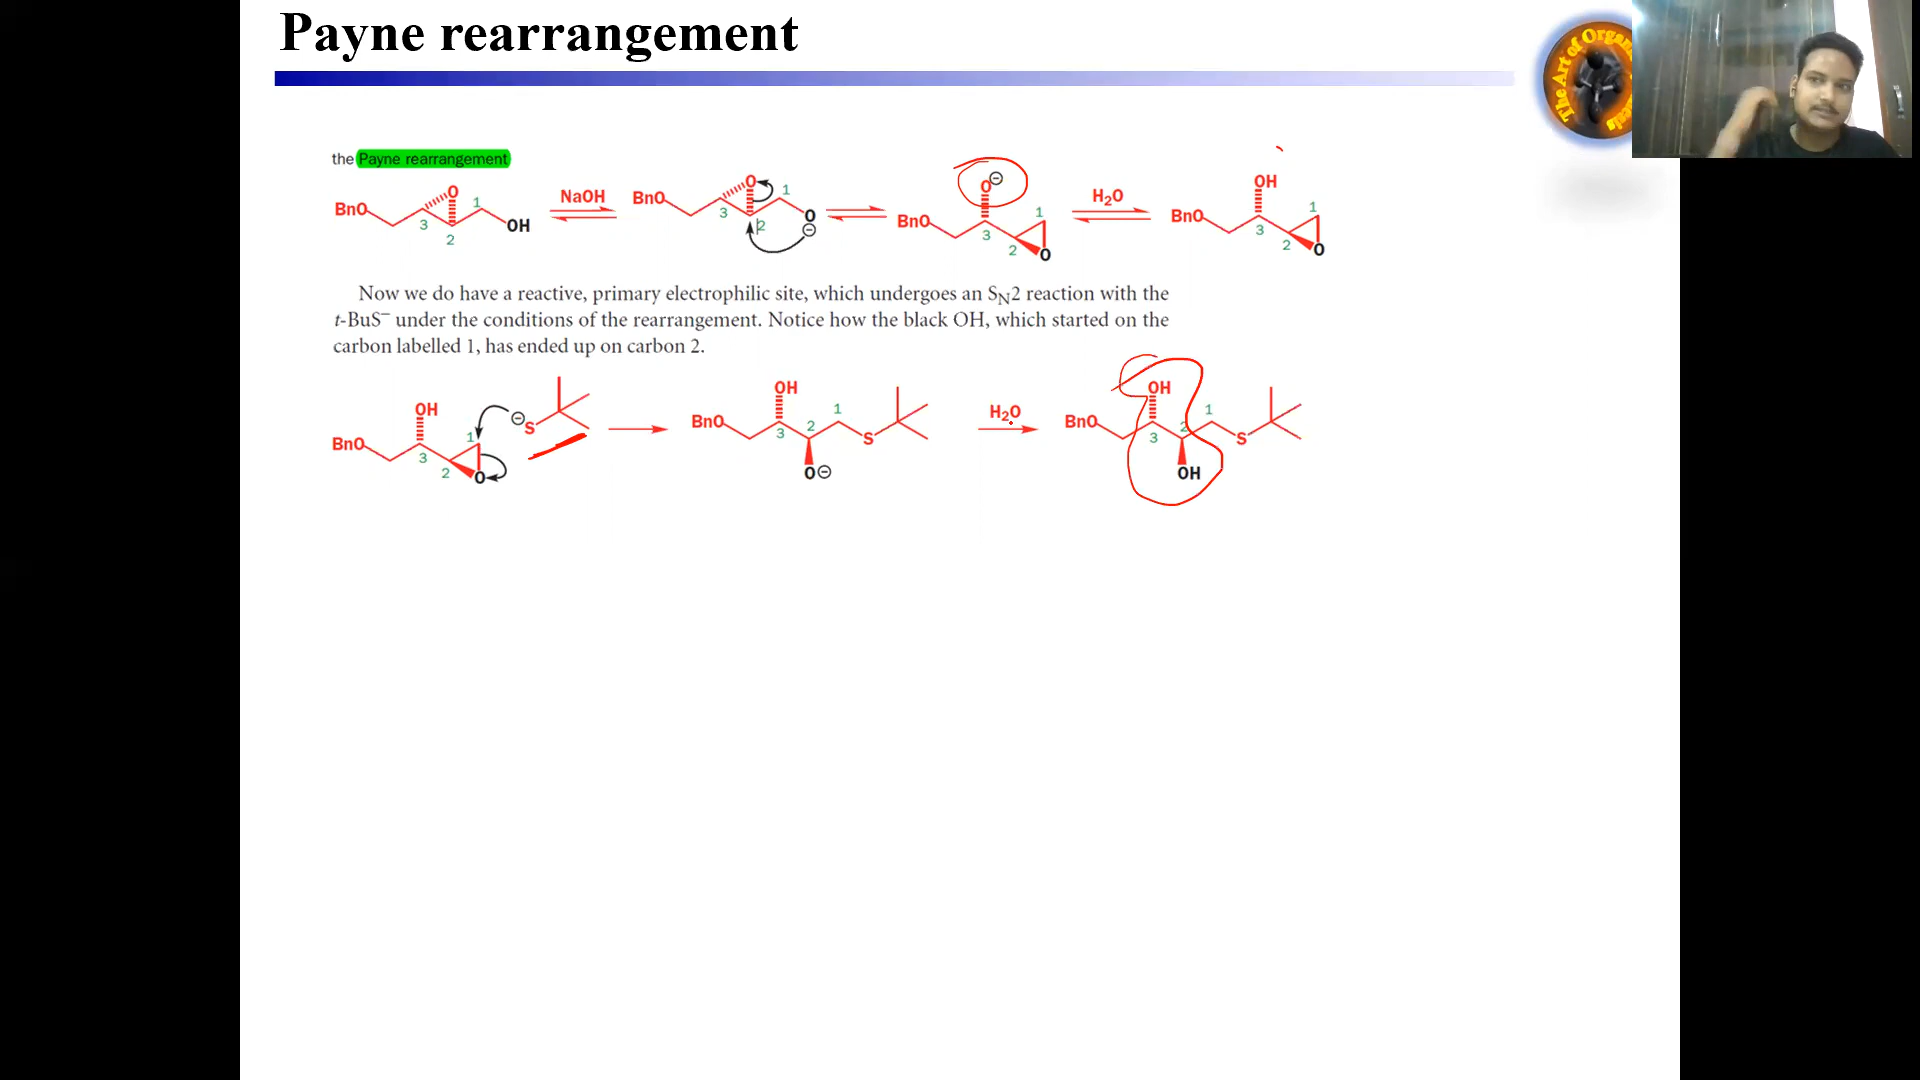 Payne rearrangement
The Art of Organ
the Payne rearrangement
BnO O 1 3 2 OH NaOH BnO O 1 3 2 O⊖ O⊖ BnO 3 2 1 O H₂O OH BnO 3 2 1 O
Now we do have a reactive, primary electrophilic site, which undergoes an SN2 reaction with the
t-BuS⁻ under the conditions of the rearrangement. Notice how the black OH, which started on the
carbon labelled 1, has ended up on carbon 2.
OH BnO 3 2 1 O ⊖S OH BnO 3 2 1 S O⊖ H₂O OH BnO 3 2 1 S OH